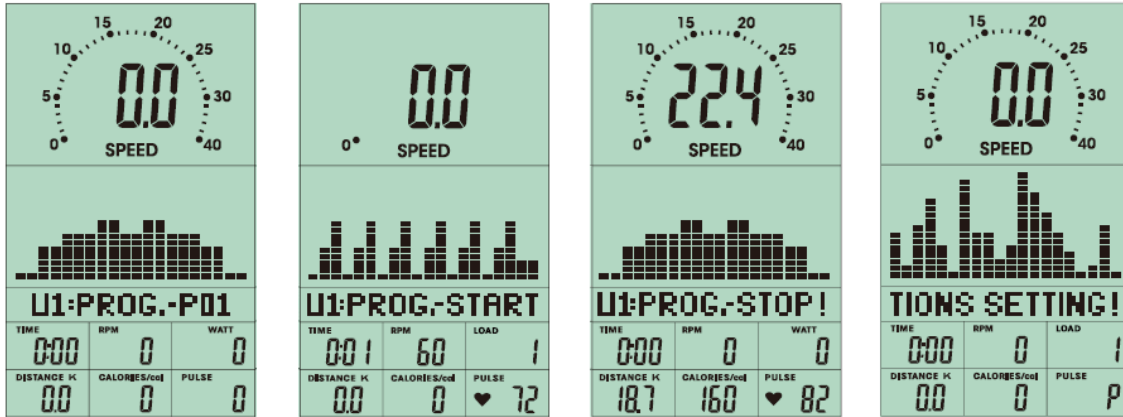 15 20
10 25
5 30
0 40
0.0
SPEED
U1:PROG.-P01
TIME RPM WATT
0:00 0 0
DISTANCE K CALORIES/cal PULSE
0.0 0 0
0.0
0 SPEED
U1:PROG.-START
TIME RPM LOAD
0:01 60 1
DISTANCE K CALORIES/cal PULSE
0.0 0 72
15 20
10 25
5 30
0 40
22.4
SPEED
U1:PROG.-STOP!
TIME RPM WATT
0:00 0 0
DISTANCE K CALORIES/cal PULSE
18.7 160 82
15 20
10 25
5 30
0 40
0.0
SPEED
TIONS SETTING!
TIME RPM LOAD
0:00 0 1
DISTANCE K CALORIES/cal PULSE
0.0 0 P